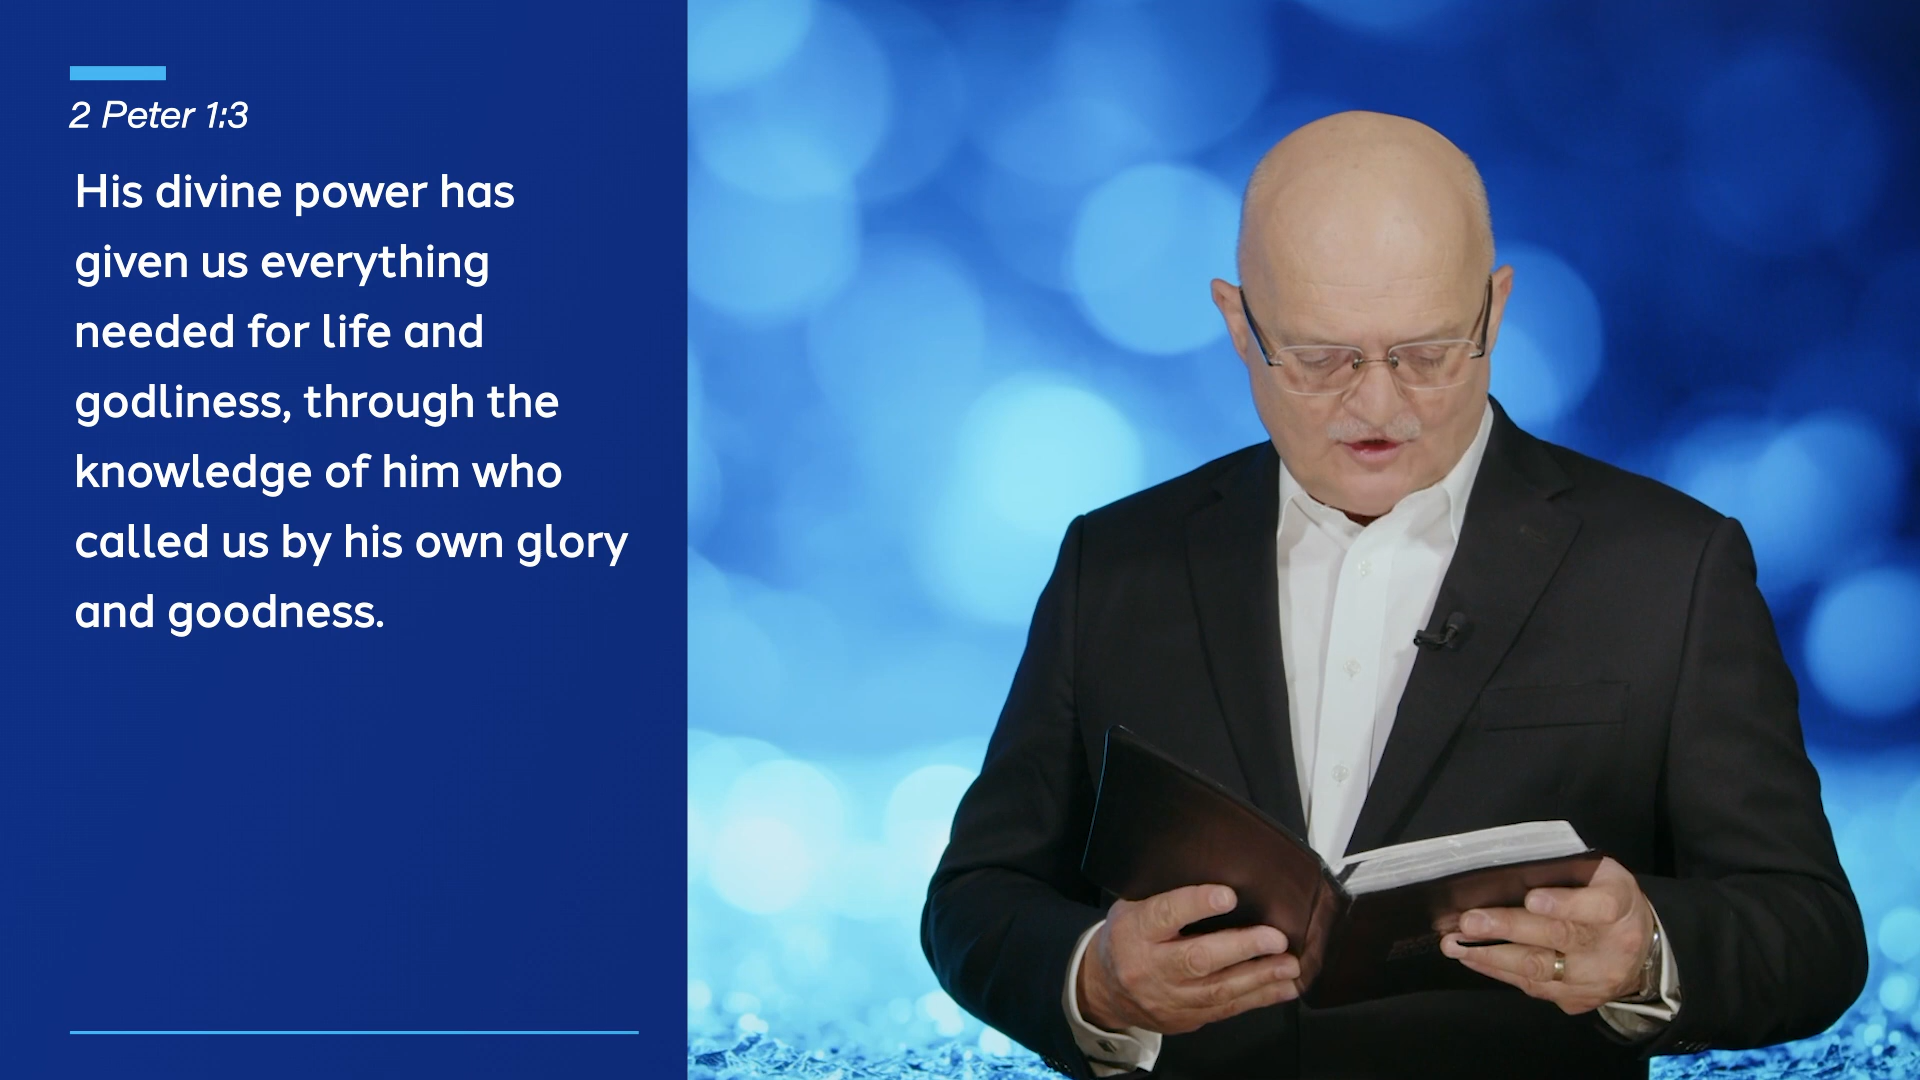 2 Peter 1:3
His divine power has
given us everything
needed for life and
godliness, through the
knowledge of him who
called us by his own glory
and goodness.